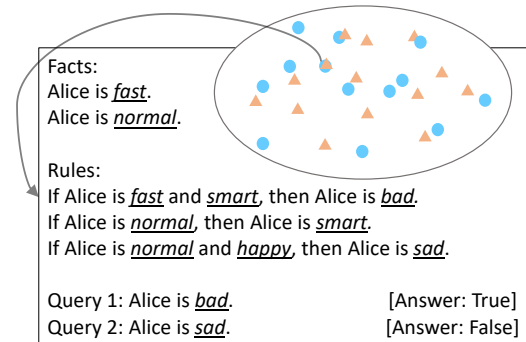 Facts:
Alice is fast.
Alice is normal.
Rules:
If Alice is fast and smart, then Alice is bad.
If Alice is normal, then Alice is smart.
If Alice is normal and happy, then Alice is sad.
Query 1: Alice is bad. [Answer: True]
Query 2: Alice is sad. [Answer: False]